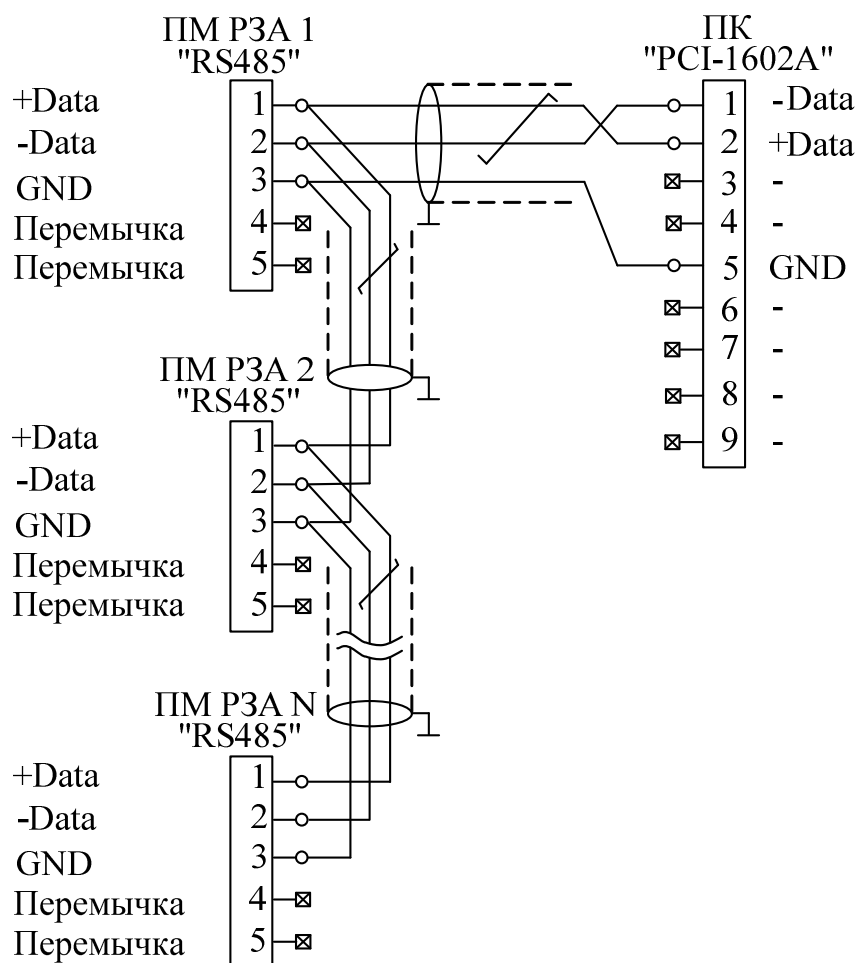 ПМ РЗА 1
"RS485"
+Data 1
-Data 2
GND 3
Перемычка 4
Перемычка 5
ПК
"PCI-1602A"
1 -Data
2 +Data
3 -
4 -
5 GND
6 -
7 -
8 -
9 -
ПМ РЗА 2
"RS485"
+Data 1
-Data 2
GND 3
Перемычка 4
Перемычка 5
ПМ РЗА N
"RS485"
+Data 1
-Data 2
GND 3
Перемычка 4
Перемычка 5